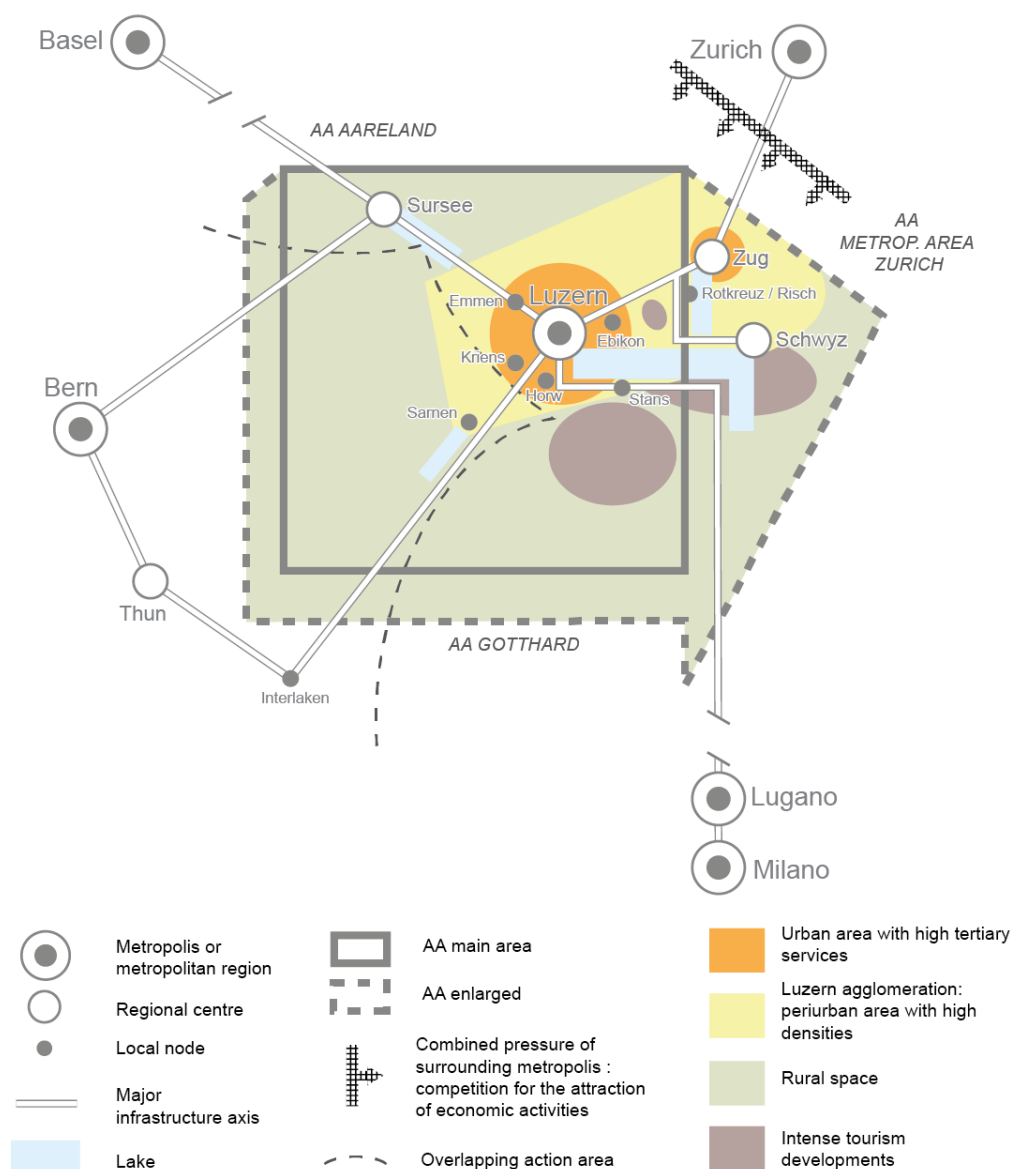 Basel
Zurich
AA AARELAND
AA
METROP. AREA
ZURICH
Sursee
Zug
Emmen
Luzern
Rotkreuz / Risch
Ebikon
Schwyz
Kriens
Horw
Stans
Bern
Sarnen
Thun
AA GOTTHARD
Interlaken
Lugano
Milano
Metropolis or
metropolitan region
Regional centre
Local node
Major
infrastructure axis
Lake
AA main area
AA enlarged
Combined pressure of
surrounding metropolis :
competition for the attraction
of economic activities
Overlapping action area
Urban area with high tertiary
services
Luzern agglomeration:
periurban area with high
densities
Rural space
Intense tourism
developments